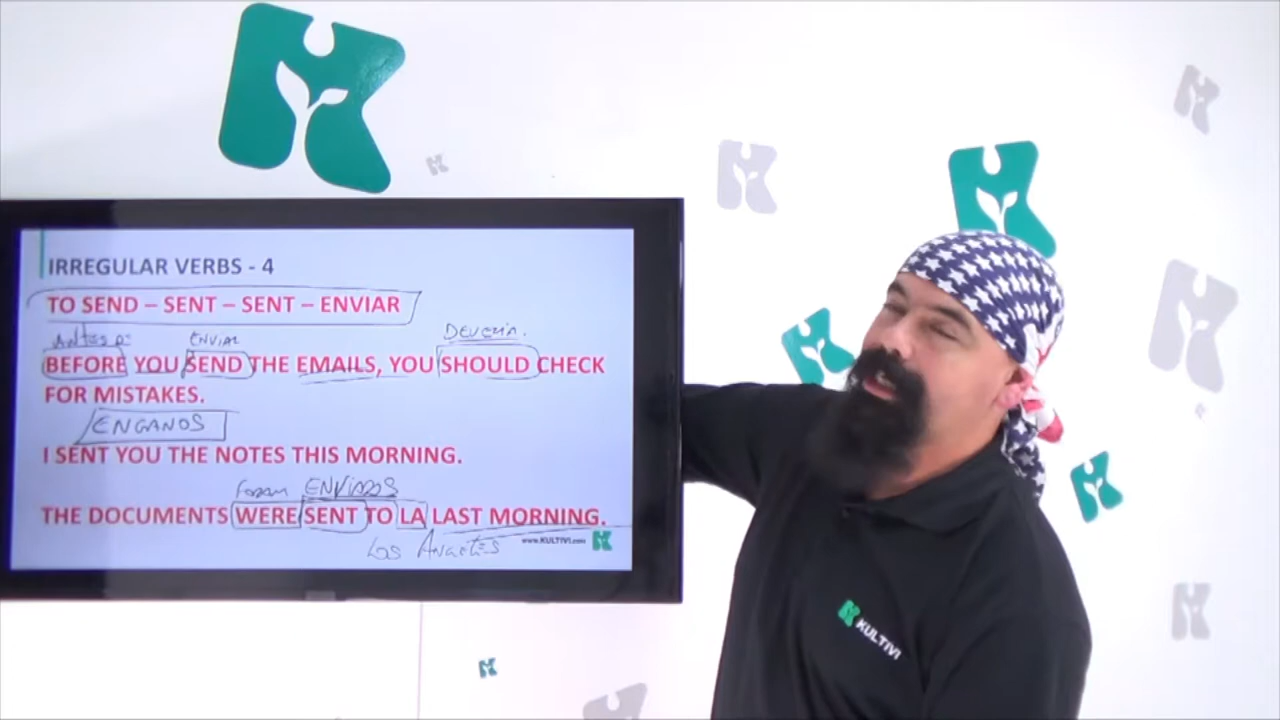 IRREGULAR VERBS - 4
TO SEND – SENT – SENT – ENVIAR
ANTES DE ENVIAR DEVERIA.
BEFORE YOU SEND THE EMAILS, YOU SHOULD CHECK
FOR MISTAKES.
ENGANOS
I SENT YOU THE NOTES THIS MORNING.
FORAM ENVIADOS
THE DOCUMENTS WERE SENT TO LA LAST MORNING.
LOS ANGELES
www.KULTIVI.com
KULTIVI